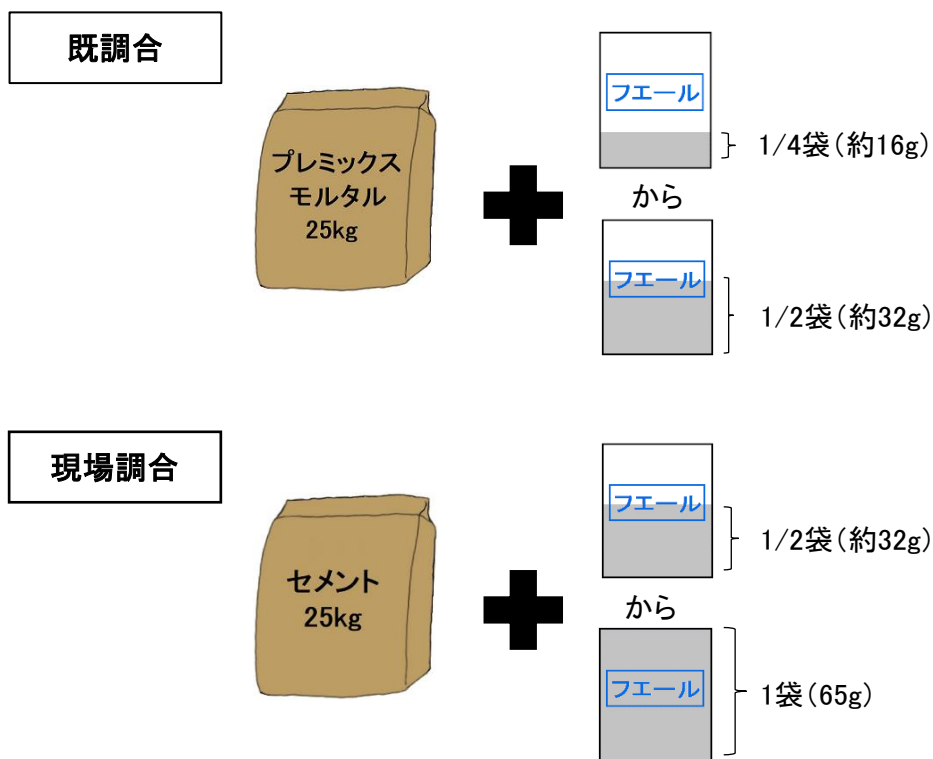 既調合
プレミックス
モルタル
25kg
フエール
1/4袋(約16g)
から
フエール
1/2袋(約32g)
現場調合
セメント
25kg
フエール
1/2袋(約32g)
から
フエール
1袋(65g)